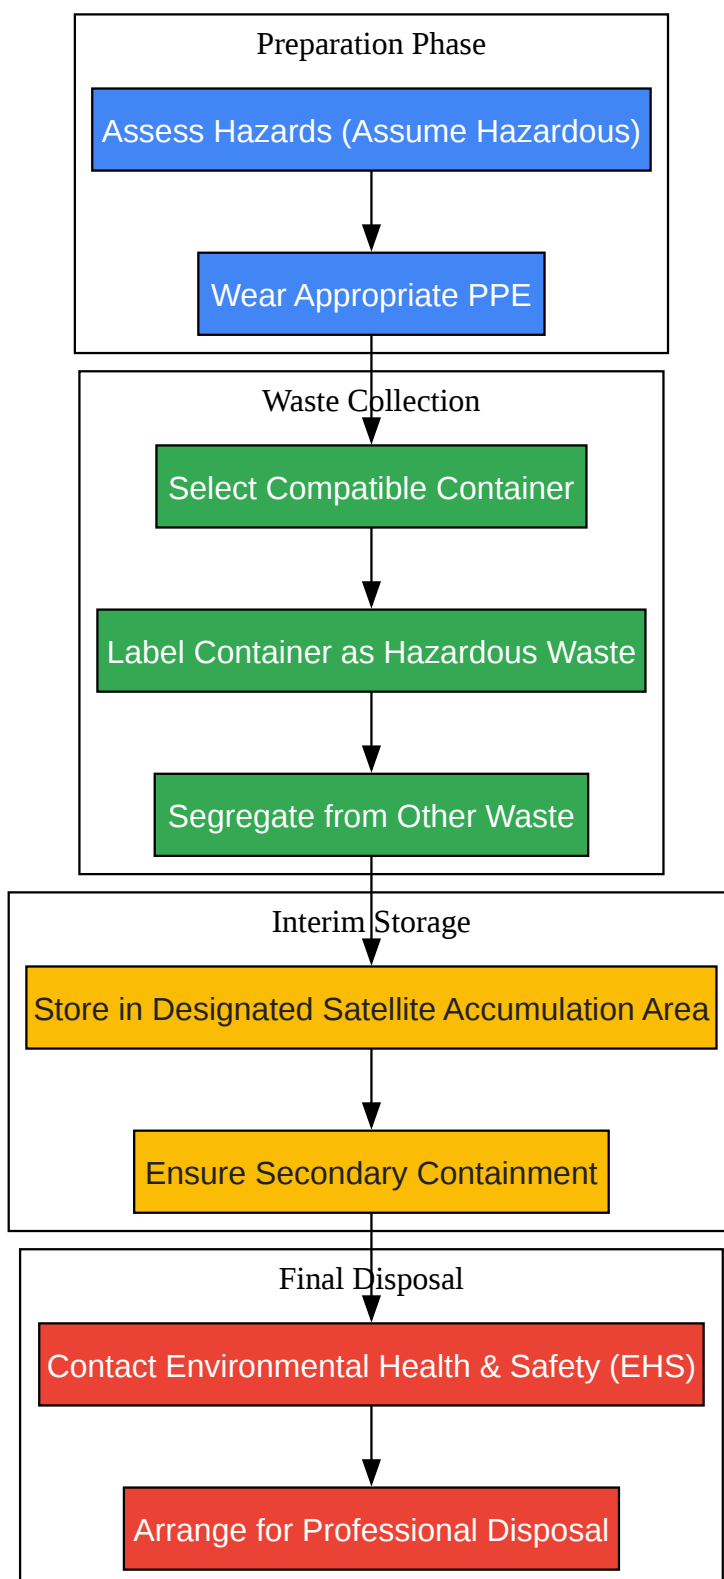 Preparation Phase
Assess Hazards (Assume Hazardous)
Wear Appropriate PPE
Waste Collection
Select Compatible Container
Label Container as Hazardous Waste
Segregate from Other Waste
Interim Storage
Store in Designated Satellite Accumulation Area
Ensure Secondary Containment
Final Disposal
Contact Environmental Health & Safety (EHS)
Arrange for Professional Disposal